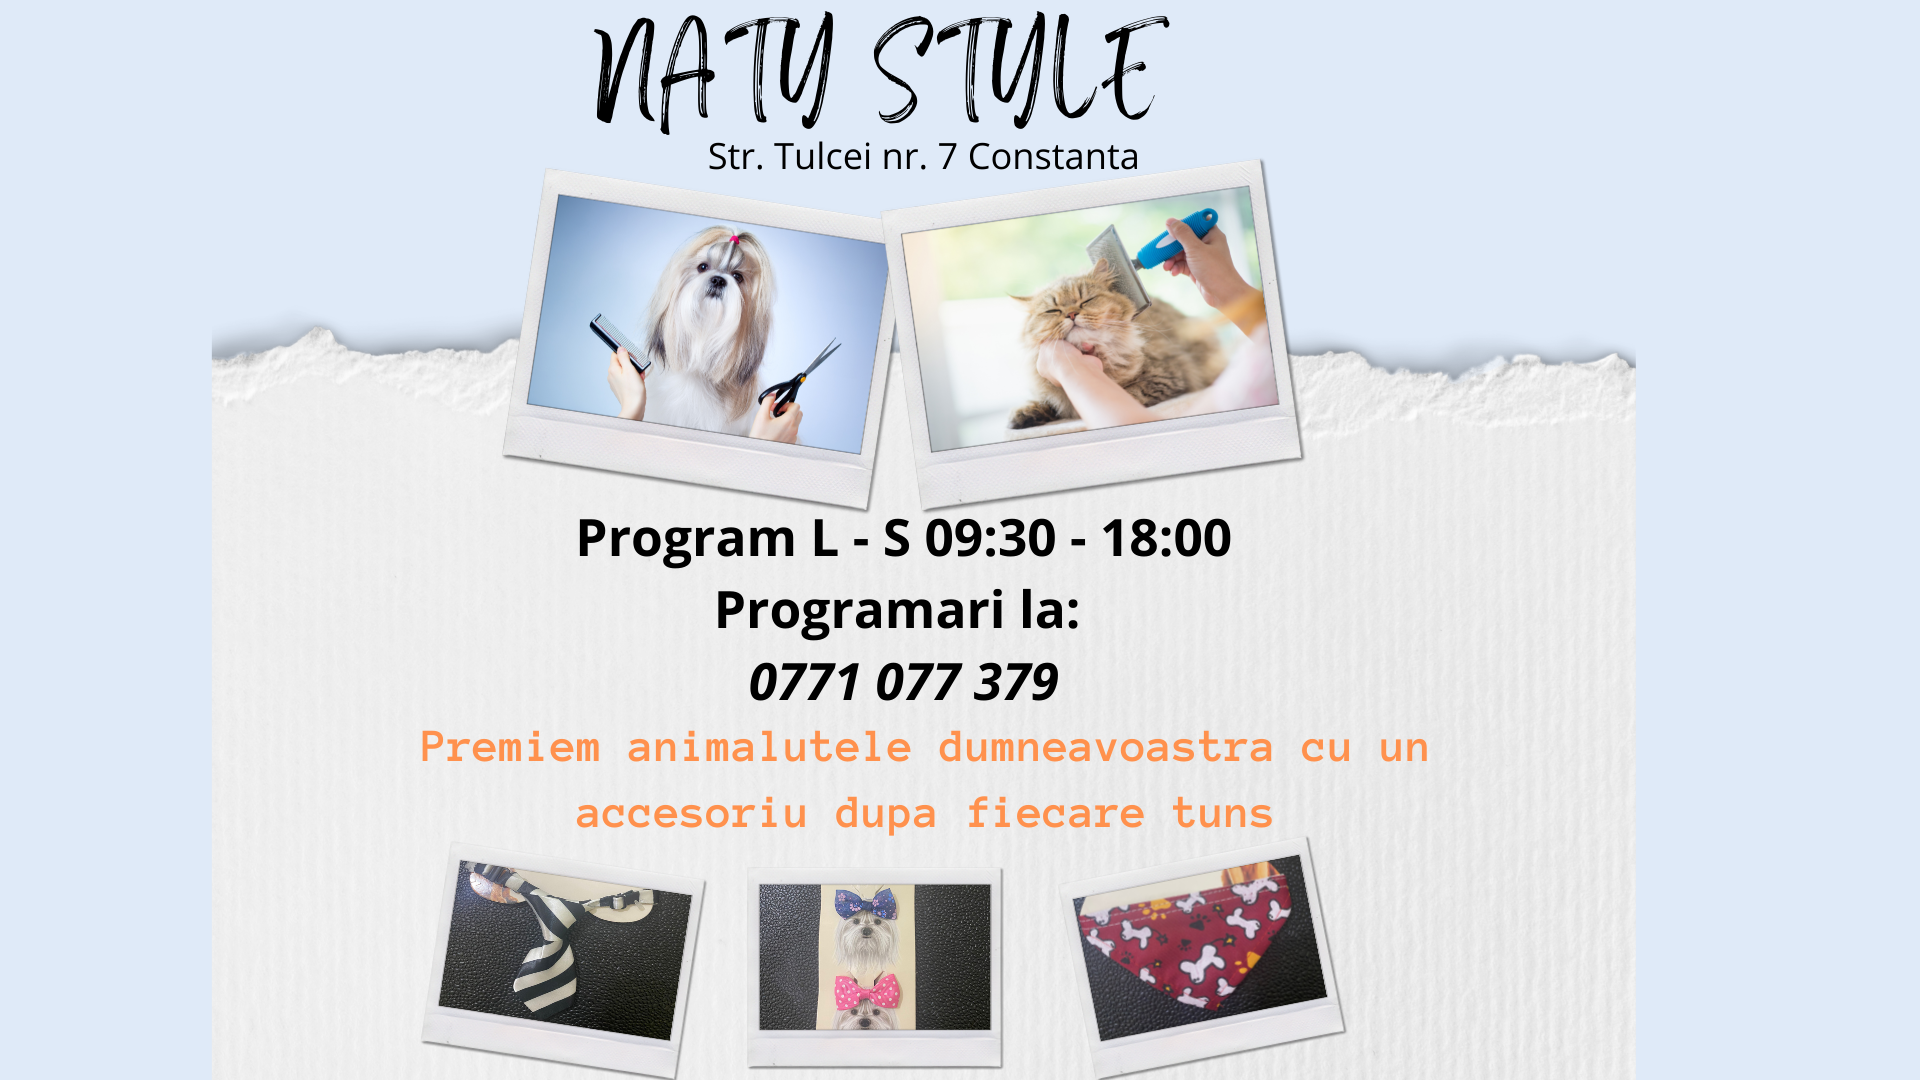 NATY STYLE
Str. Tulcei nr. 7 Constanta
Program L - S 09:30 - 18:00
Programari la:
0771 077 379
Premiem animalutele dumneavoastra cu un
accesoriu dupa fiecare tuns